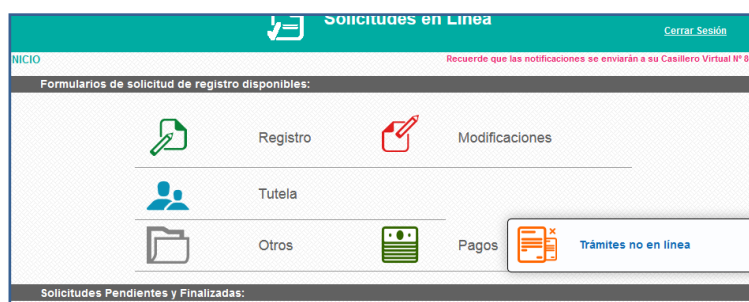 Solicitudes en Línea
Cerrar Sesión
NICIO
Recuerde que las notificaciones se enviarán a su Casillero Virtual Nº 8
Formularios de solicitud de registro disponibles:
Registro
Modificaciones
Tutela
Otros
Pagos
Trámites no en línea
Solicitudes Pendientes y Finalizadas: